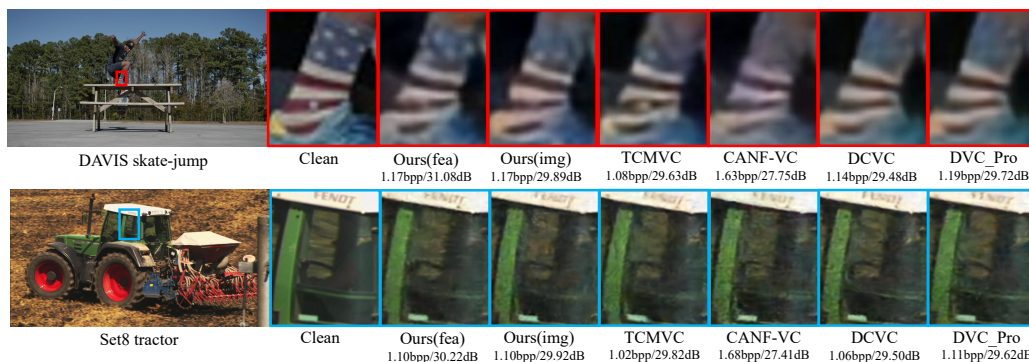 Clean Ours(fea) Ours(img) TCMVC CANF-VC DCVC DVC_Pro
DAVIS skate-jump 1.17bpp/31.08dB 1.17bpp/29.89dB 1.08bpp/29.63dB 1.63bpp/27.75dB 1.14bpp/29.48dB 1.19bpp/29.72dB
FENDT
Clean Ours(fea) Ours(img) TCMVC CANF-VC DCVC DVC_Pro
Set8 tractor 1.10bpp/30.22dB 1.10bpp/29.92dB 1.02bpp/29.82dB 1.68bpp/27.41dB 1.06bpp/29.50dB 1.11bpp/29.62dB